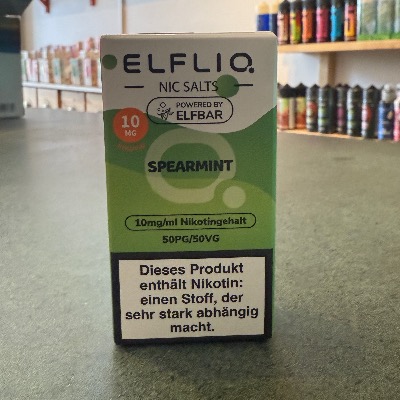 ELFLIQ
NIC SALTS
POWERED BY
ELFBAR
10
MG
SPEARMINT
10mg/ml Nikotingehalt
50PG/50VG
Dieses Produkt
enthält Nikotin:
einen Stoff, der
sehr stark abhängig
macht.